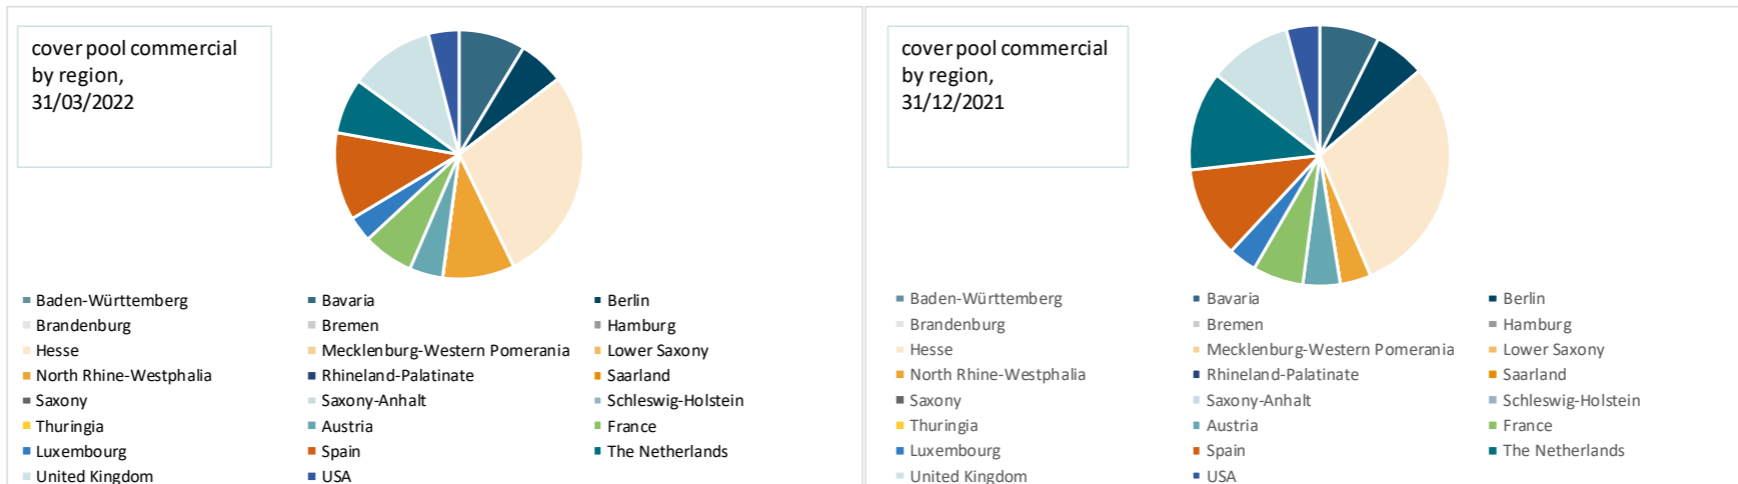 cover pool commercial
by region,
31/03/2022
Baden-Württemberg
Bavaria
Berlin
Brandenburg
Bremen
Hamburg
Hesse
Mecklenburg-Western Pomerania
Lower Saxony
North Rhine-Westphalia
Rhineland-Palatinate
Saarland
Saxony
Saxony-Anhalt
Schleswig-Holstein
Thuringia
Austria
France
Luxembourg
Spain
The Netherlands
United Kingdom
USA
cover pool commercial
by region,
31/12/2021
Baden-Württemberg
Bavaria
Berlin
Brandenburg
Bremen
Hamburg
Hesse
Mecklenburg-Western Pomerania
Lower Saxony
North Rhine-Westphalia
Rhineland-Palatinate
Saarland
Saxony
Saxony-Anhalt
Schleswig-Holstein
Thuringia
Austria
France
Luxembourg
Spain
The Netherlands
United Kingdom
USA